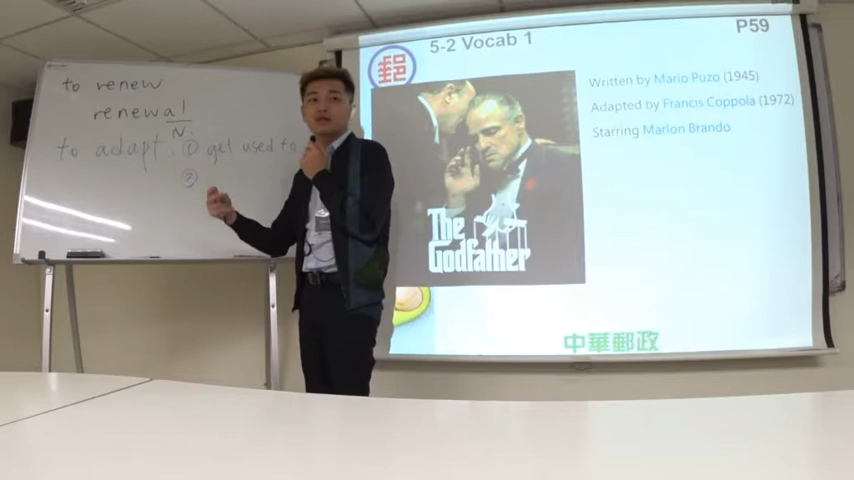 to renew
renewal
N.
to adapt. ① get used to
②
5-2 Vocab 1
P59
郵
Written by Mario Puzo (1945)
Adapted by Francis Coppola (1972)
Starring Marlon Brando
The
Godfather
中華郵政